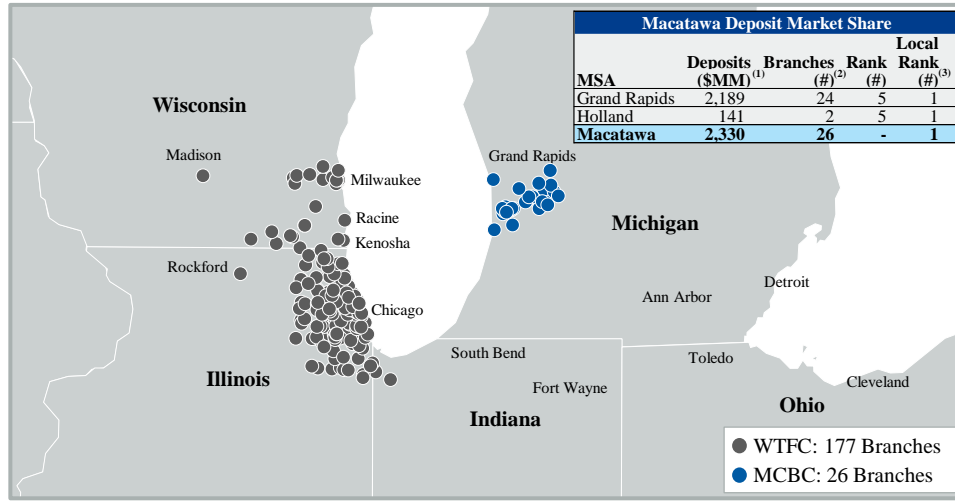 Macatawa Deposit Market Share
Local
Deposits Branches Rank Rank
MSA ($MM)(1) (#)(2) (#) (#)(3)
Grand Rapids 2,189 24 5 1
Holland 141 2 5 1
Macatawa 2,330 26 - 1
Wisconsin
Madison
Grand Rapids
Milwaukee
Racine
Michigan
Kenosha
Rockford
Detroit
Ann Arbor
Chicago
South Bend
Toledo
Illinois
Fort Wayne
Cleveland
Indiana
Ohio
WTFC: 177 Branches
MCBC: 26 Branches